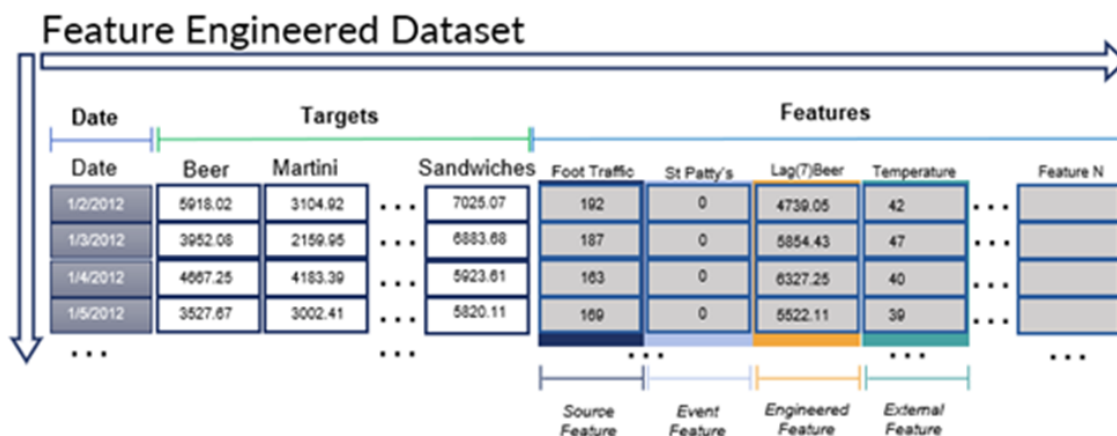 Feature Engineered Dataset
Date Targets Features
Date Beer Martini Sandwiches Foot Traffic St Patty's Lag(7)Beer Temperature Feature N
1/2/2012 5918.02 3104.92 ... 7025.07 192 0 4739.05 42 ...
1/3/2012 3952.08 2159.95 6883.68 187 0 5854.43 47 ...
1/4/2012 4667.25 4183.39 ... 5923.61 163 0 6327.25 40 ...
1/5/2012 3527.67 3002.41 ... 5820.11 169 0 5522.11 39 ...
... ... ... ... ...
Source Event Engineered External
Feature Feature Feature Feature